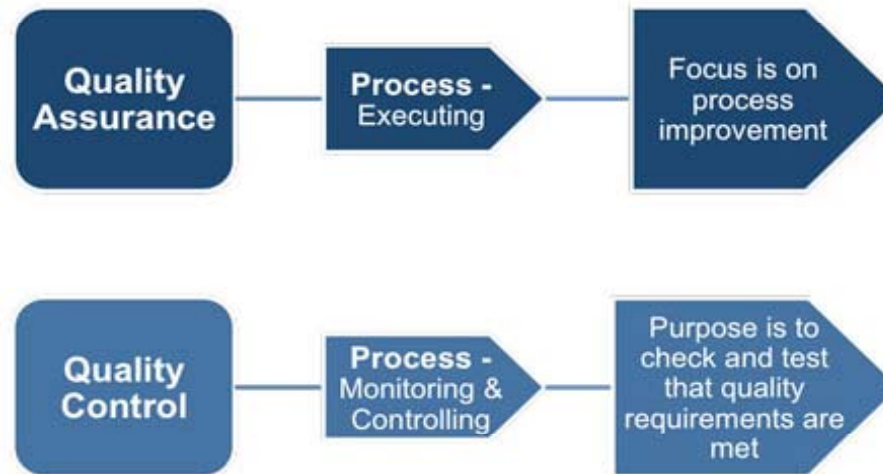 Quality
Assurance
Process -
Executing
Focus is on
process
improvement
Quality
Control
Process -
Monitoring &
Controlling
Purpose is to
check and test
that quality
requirements are
met